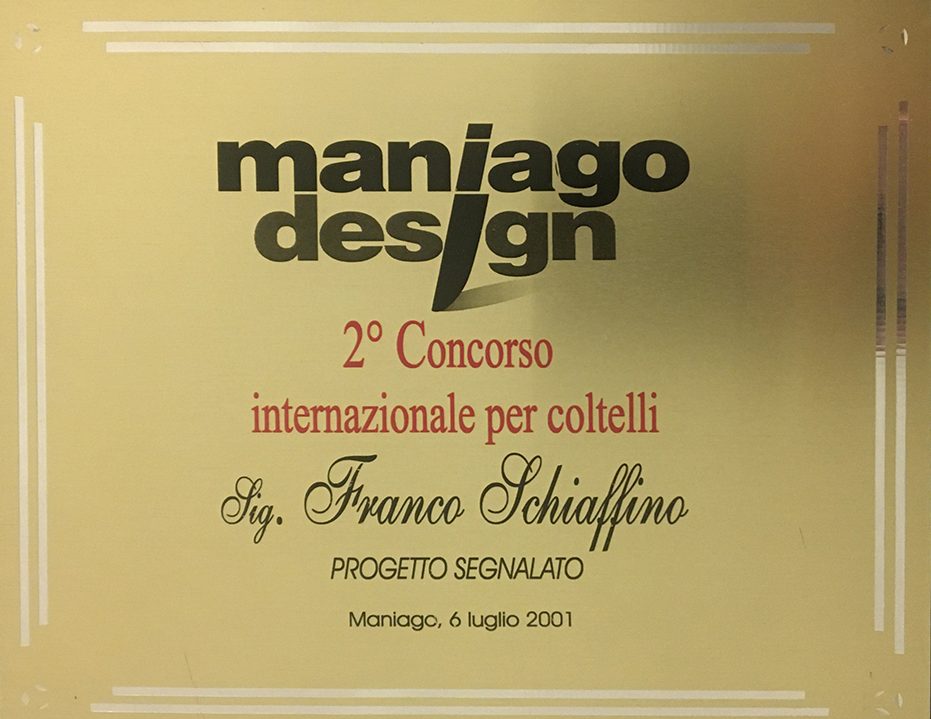 maniago
design
2° Concorso
internazionale per coltelli
Sig. Franco Schiaffino
PROGETTO SEGNALATO
Maniago, 6 luglio 2001